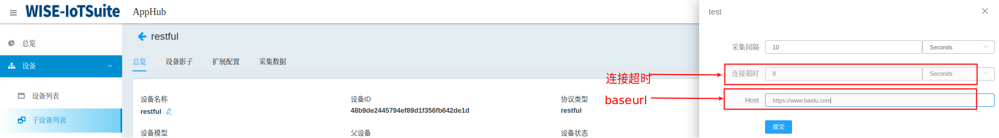 WISE-IoTSuite
AppHub
总览
设备
设备列表
子设备列表
restful
总览
设备影子
扩展配置
采集数据
设备名称
restful
设备ID
48b9de2445794ef89d1f356fb642de1d
协议类型
restful
设备模型
父设备
设备状态
连接超时
baseurl
test
采集间隔
10
Seconds
连接超时
8
Seconds
Host
https://www.baidu.com
提交